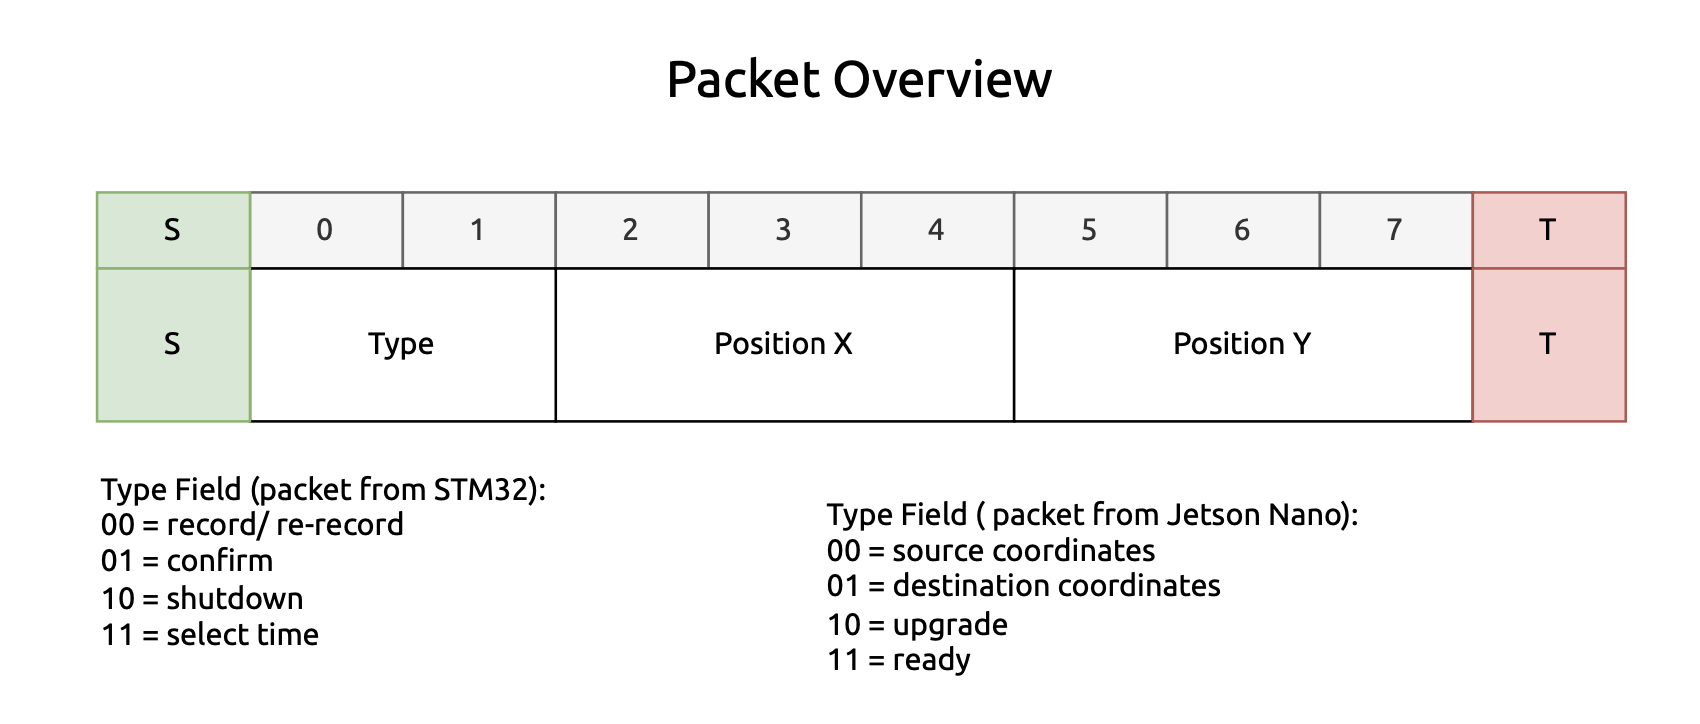 Packet Overview
S 0 1 2 3 4 5 6 7 T
S Type Position X Position Y T
Type Field (packet from STM32):
00 = record/ re-record
01 = confirm
10 = shutdown
11 = select time
Type Field ( packet from Jetson Nano):
00 = source coordinates
01 = destination coordinates
10 = upgrade
11 = ready